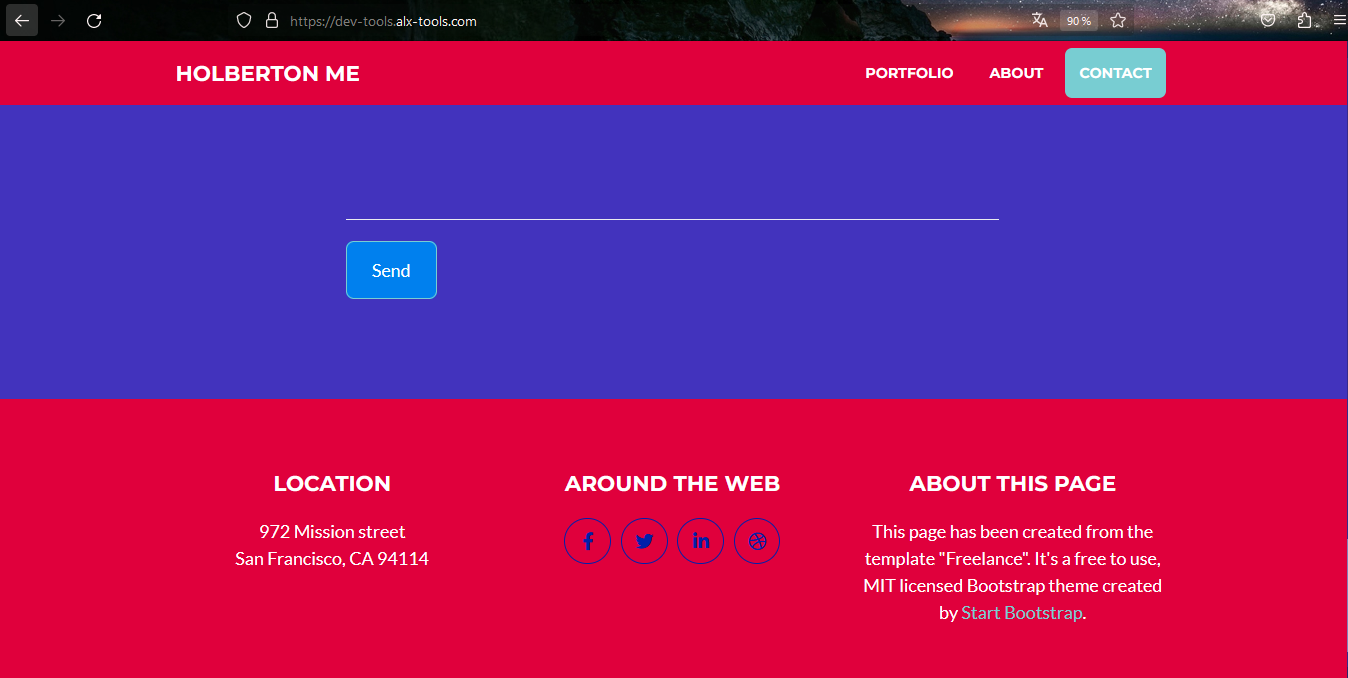 https://dev-tools.alx-tools.com
90%
HOLBERTON ME
PORTFOLIO
ABOUT
CONTACT
Send
LOCATION
972 Mission street
San Francisco, CA 94114
AROUND THE WEB
ABOUT THIS PAGE
This page has been created from the
template "Freelance". It's a free to use,
MIT licensed Bootstrap theme created
by Start Bootstrap.